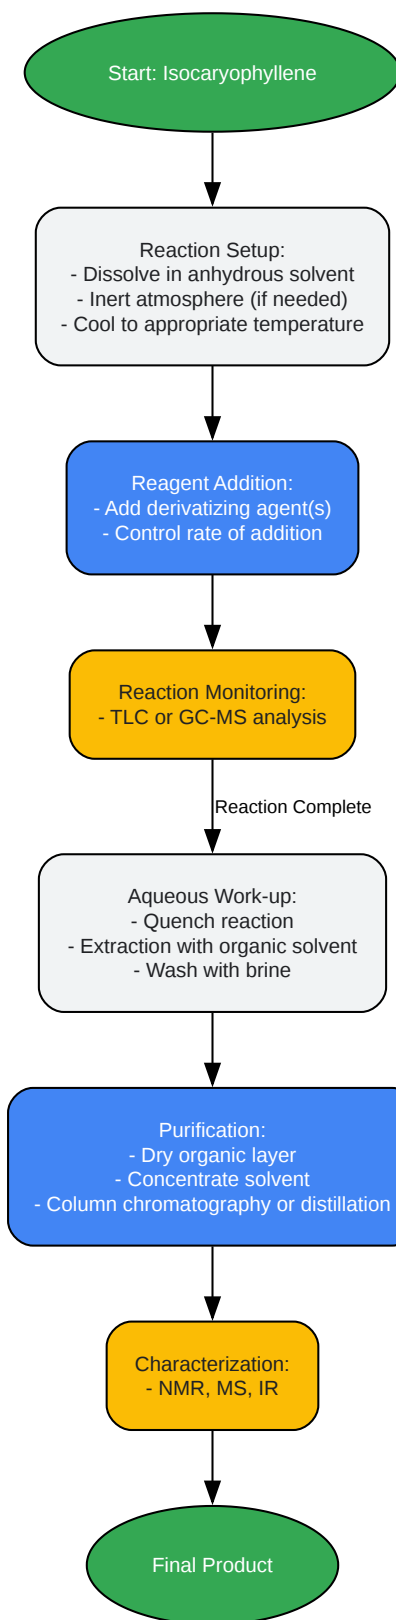 Start: Isocaryophyllene
Reaction Setup:
- Dissolve in anhydrous solvent
- Inert atmosphere (if needed)
- Cool to appropriate temperature
Reagent Addition:
- Add derivatizing agent(s)
- Control rate of addition
Reaction Monitoring:
- TLC or GC-MS analysis
Reaction Complete
Aqueous Work-up:
- Quench reaction
- Extraction with organic solvent
- Wash with brine
Purification:
- Dry organic layer
- Concentrate solvent
- Column chromatography or distillation
Characterization:
- NMR, MS, IR
Final Product